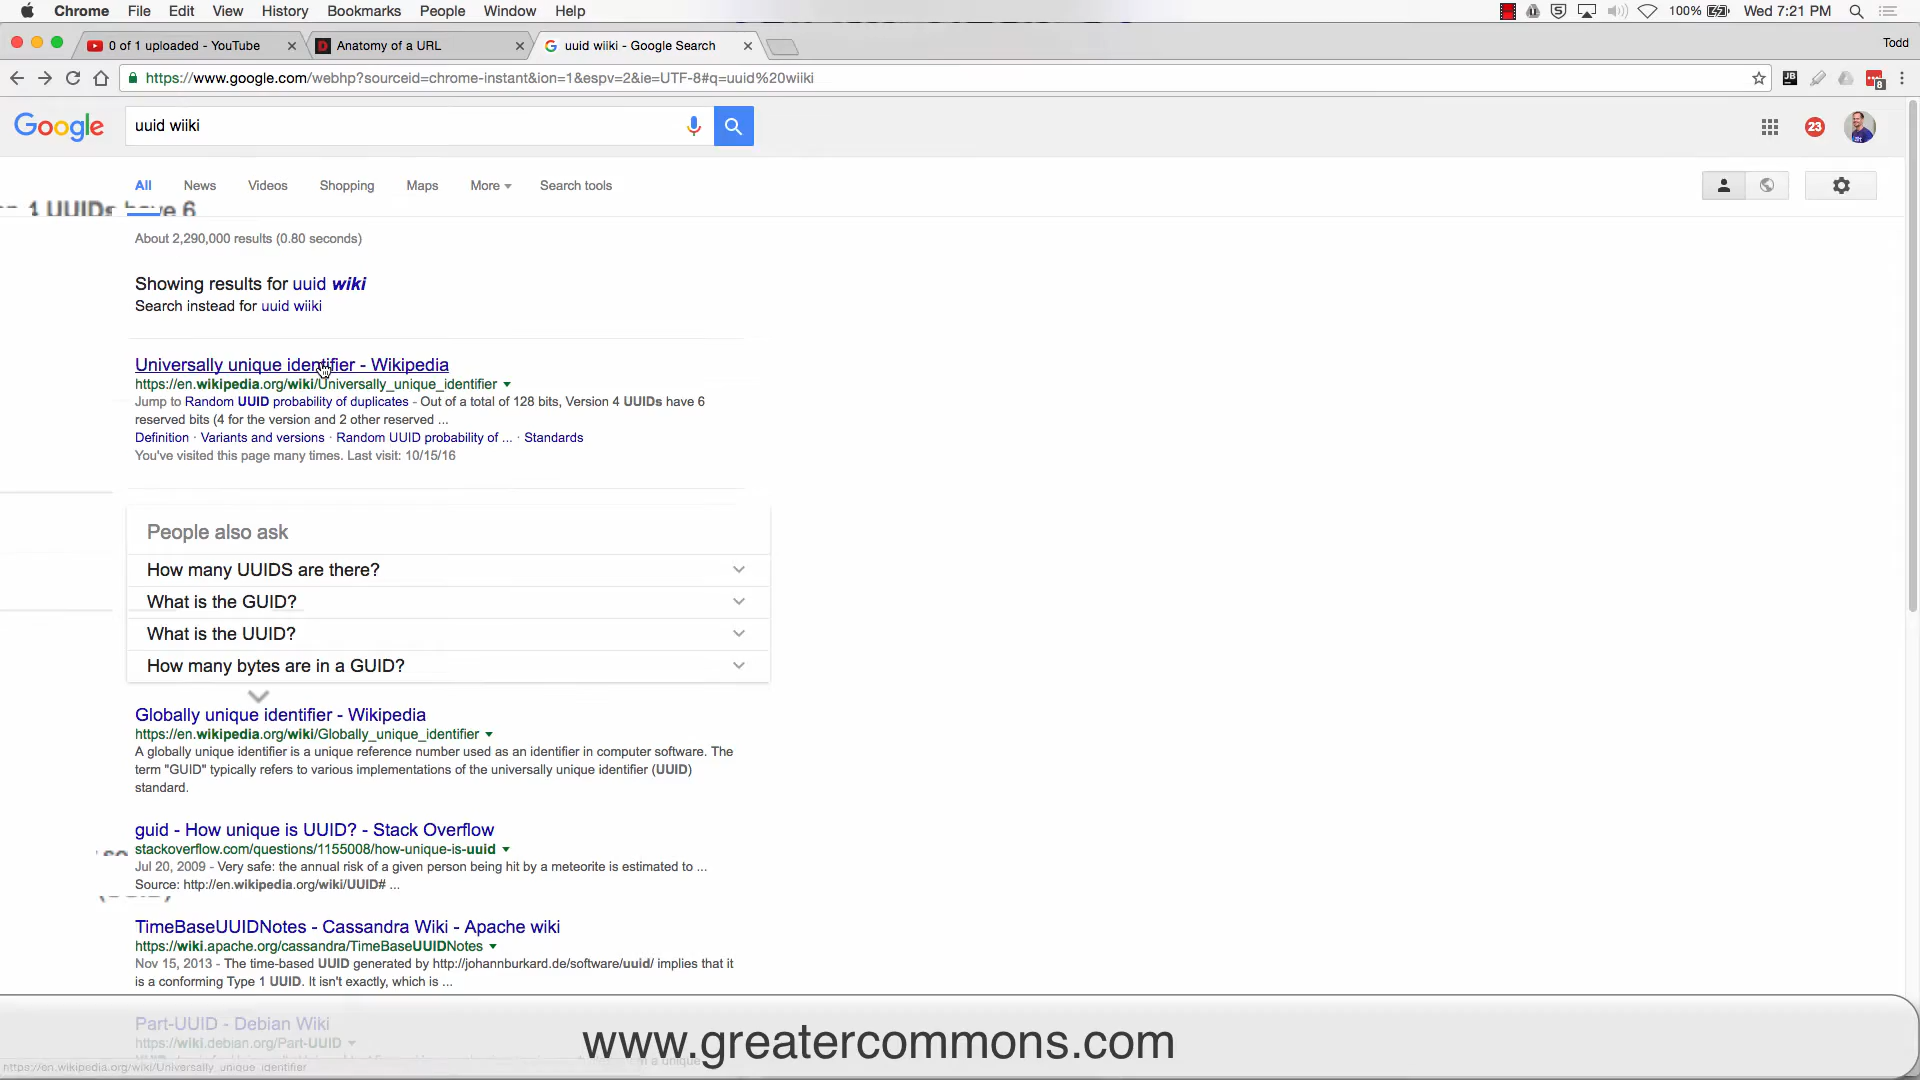 Chrome File Edit View History Bookmarks People Window Help 100% Wed 7:21 PM
0 of 1 uploaded - YouTube Anatomy of a URL uuid wiiki - Google Search Todd
https://www.google.com/webhp?sourceid=chrome-instant&ion=1&espv=2&ie=UTF-8#q=uuid%20wiiki
Google uuid wiiki 23
All News Videos Shopping Maps More Search tools
1 UUIDs have 6
About 2,290,000 results (0.80 seconds)
Showing results for uuid wiki
Search instead for uuid wiiki
Universally unique identifier - Wikipedia
https://en.wikipedia.org/wiki/Universally_unique_identifier
Jump to Random UUID probability of duplicates - Out of a total of 128 bits, Version 4 UUIDs have 6
reserved bits (4 for the version and 2 other reserved ...
Definition · Variants and versions · Random UUID probability of ... · Standards
You've visited this page many times. Last visit: 10/15/16
People also ask
How many UUIDS are there?
What is the GUID?
What is the UUID?
How many bytes are in a GUID?
Globally unique identifier - Wikipedia
https://en.wikipedia.org/wiki/Globally_unique_identifier
A globally unique identifier is a unique reference number used as an identifier in computer software. The
term "GUID" typically refers to various implementations of the universally unique identifier (UUID)
standard.
guid - How unique is UUID? - Stack Overflow
stackoverflow.com/questions/1155008/how-unique-is-uuid
Jul 20, 2009 - Very safe: the annual risk of a given person being hit by a meteorite is estimated to ...
Source: http://en.wikipedia.org/wiki/UUID# ...
TimeBaseUUIDNotes - Cassandra Wiki - Apache wiki
https://wiki.apache.org/cassandra/TimeBaseUUIDNotes
Nov 15, 2013 - The time-based UUID generated by http://johannburkard.de/software/uuid/ implies that it
is a conforming Type 1 UUID. It isn't exactly, which is ...
Part-UUID - Debian Wiki
https://wiki.debian.org/Part-UUID
www.greatercommons.com
https://en.wikipedia.org/wiki/Universally_unique_identifier